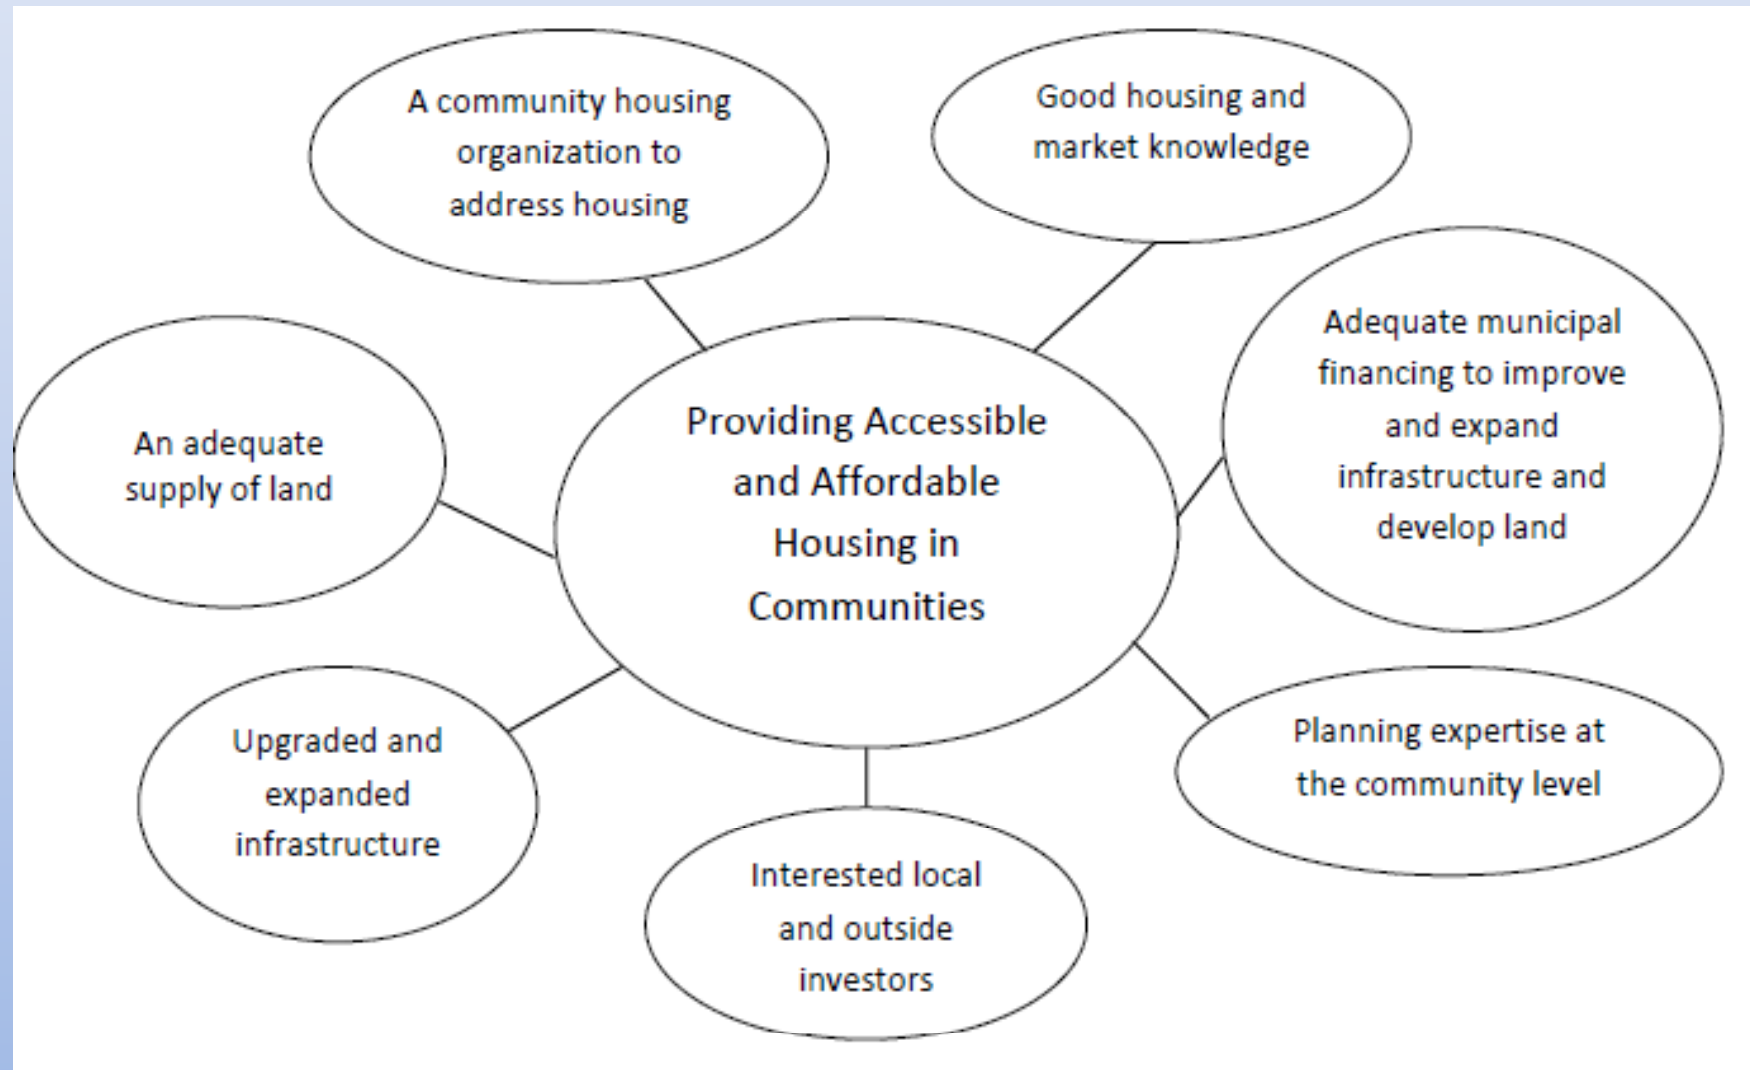 A community housing
organization to
address housing
Good housing and
market knowledge
Adequate municipal
financing to improve
and expand
infrastructure and
develop land
An adequate
supply of land
Providing Accessible
and Affordable
Housing in
Communities
Upgraded and
expanded
infrastructure
Planning expertise at
the community level
Interested local
and outside
investors